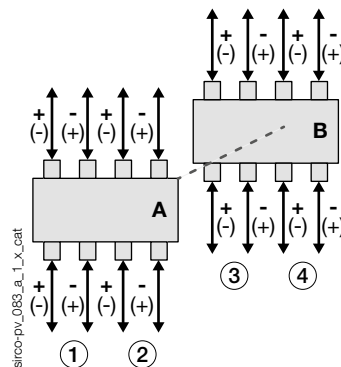 + - + -
(-) (+) (-) (+)
B
+ - + -
(-) (+) (-) (+)
A
+ - + -
(-) (+) (-) (+)
3 4
+ - + -
(-) (+) (-) (+)
1 2
sirco-pv_083_a_1_x_cat